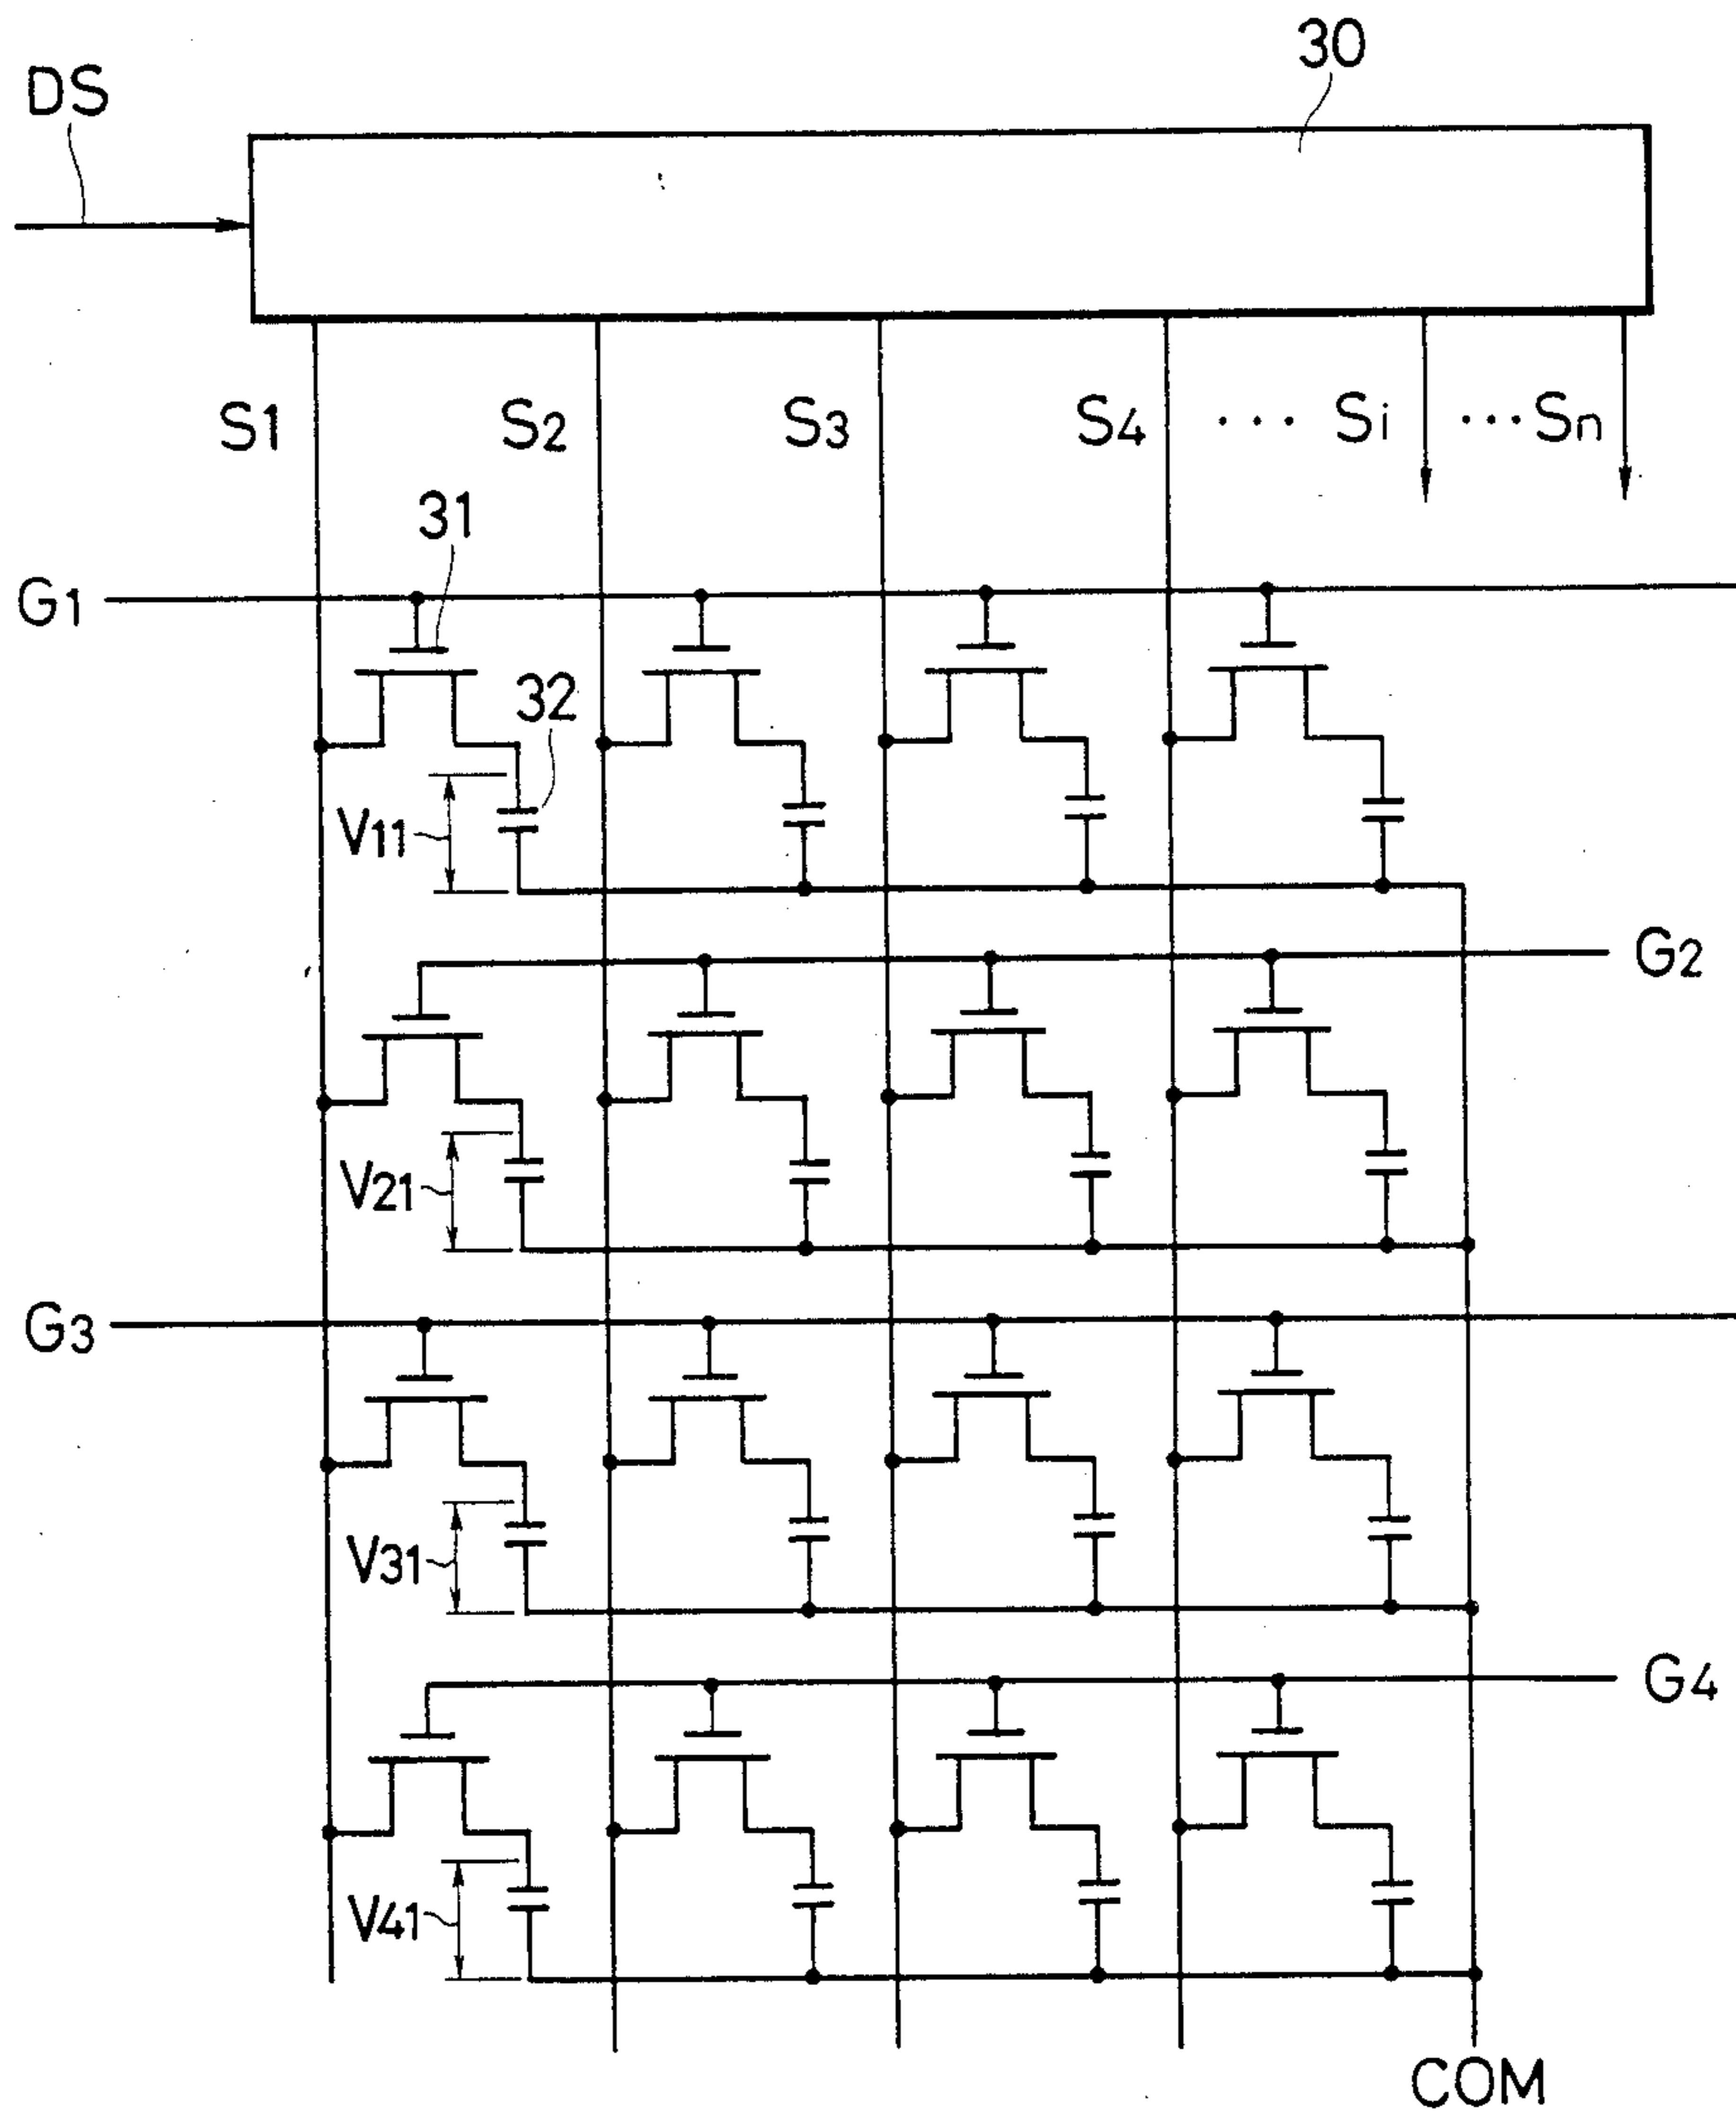 30
DS
S1 S2 S3 S4 ... Si ...Sn
31
G1
32
V11
G2
V21
G3
V31
G4
V41
COM